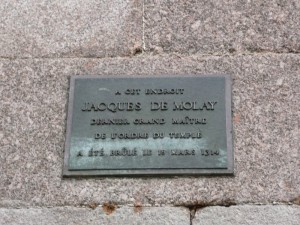 A CET ENDROIT
JACQUES DE MOLAY
DERNIER GRAND MAÎTRE
DE L'ORDRE DU TEMPLE
A ÉTÉ BRÛLÉ LE 18 MARS 1314